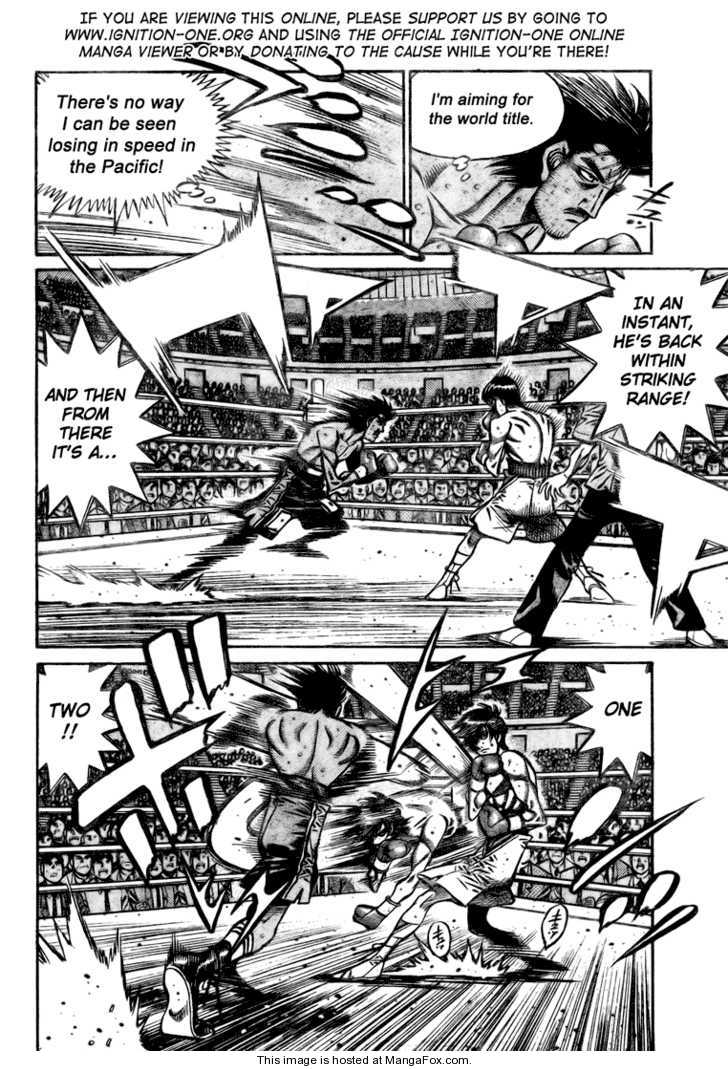 IF YOU ARE VIEWING THIS ONLINE, PLEASE SUPPORT US BY GOING TO
WWW.IGNITION-ONE.ORG AND USING THE OFFICIAL IGNITION-ONE ONLINE
MANGA VIEWER OR BY DONATING TO THE CAUSE WHILE YOU'RE THERE!
I'm aiming for
the world title.
There's no way
I can be seen
losing in speed in
the Pacific!
IN AN
INSTANT,
HE'S BACK
WITHIN
STRIKING
RANGE!
AND THEN
FROM
THERE
IT'S A...
ONE
TWO
!!
This image is hosted at MangaFox.com.